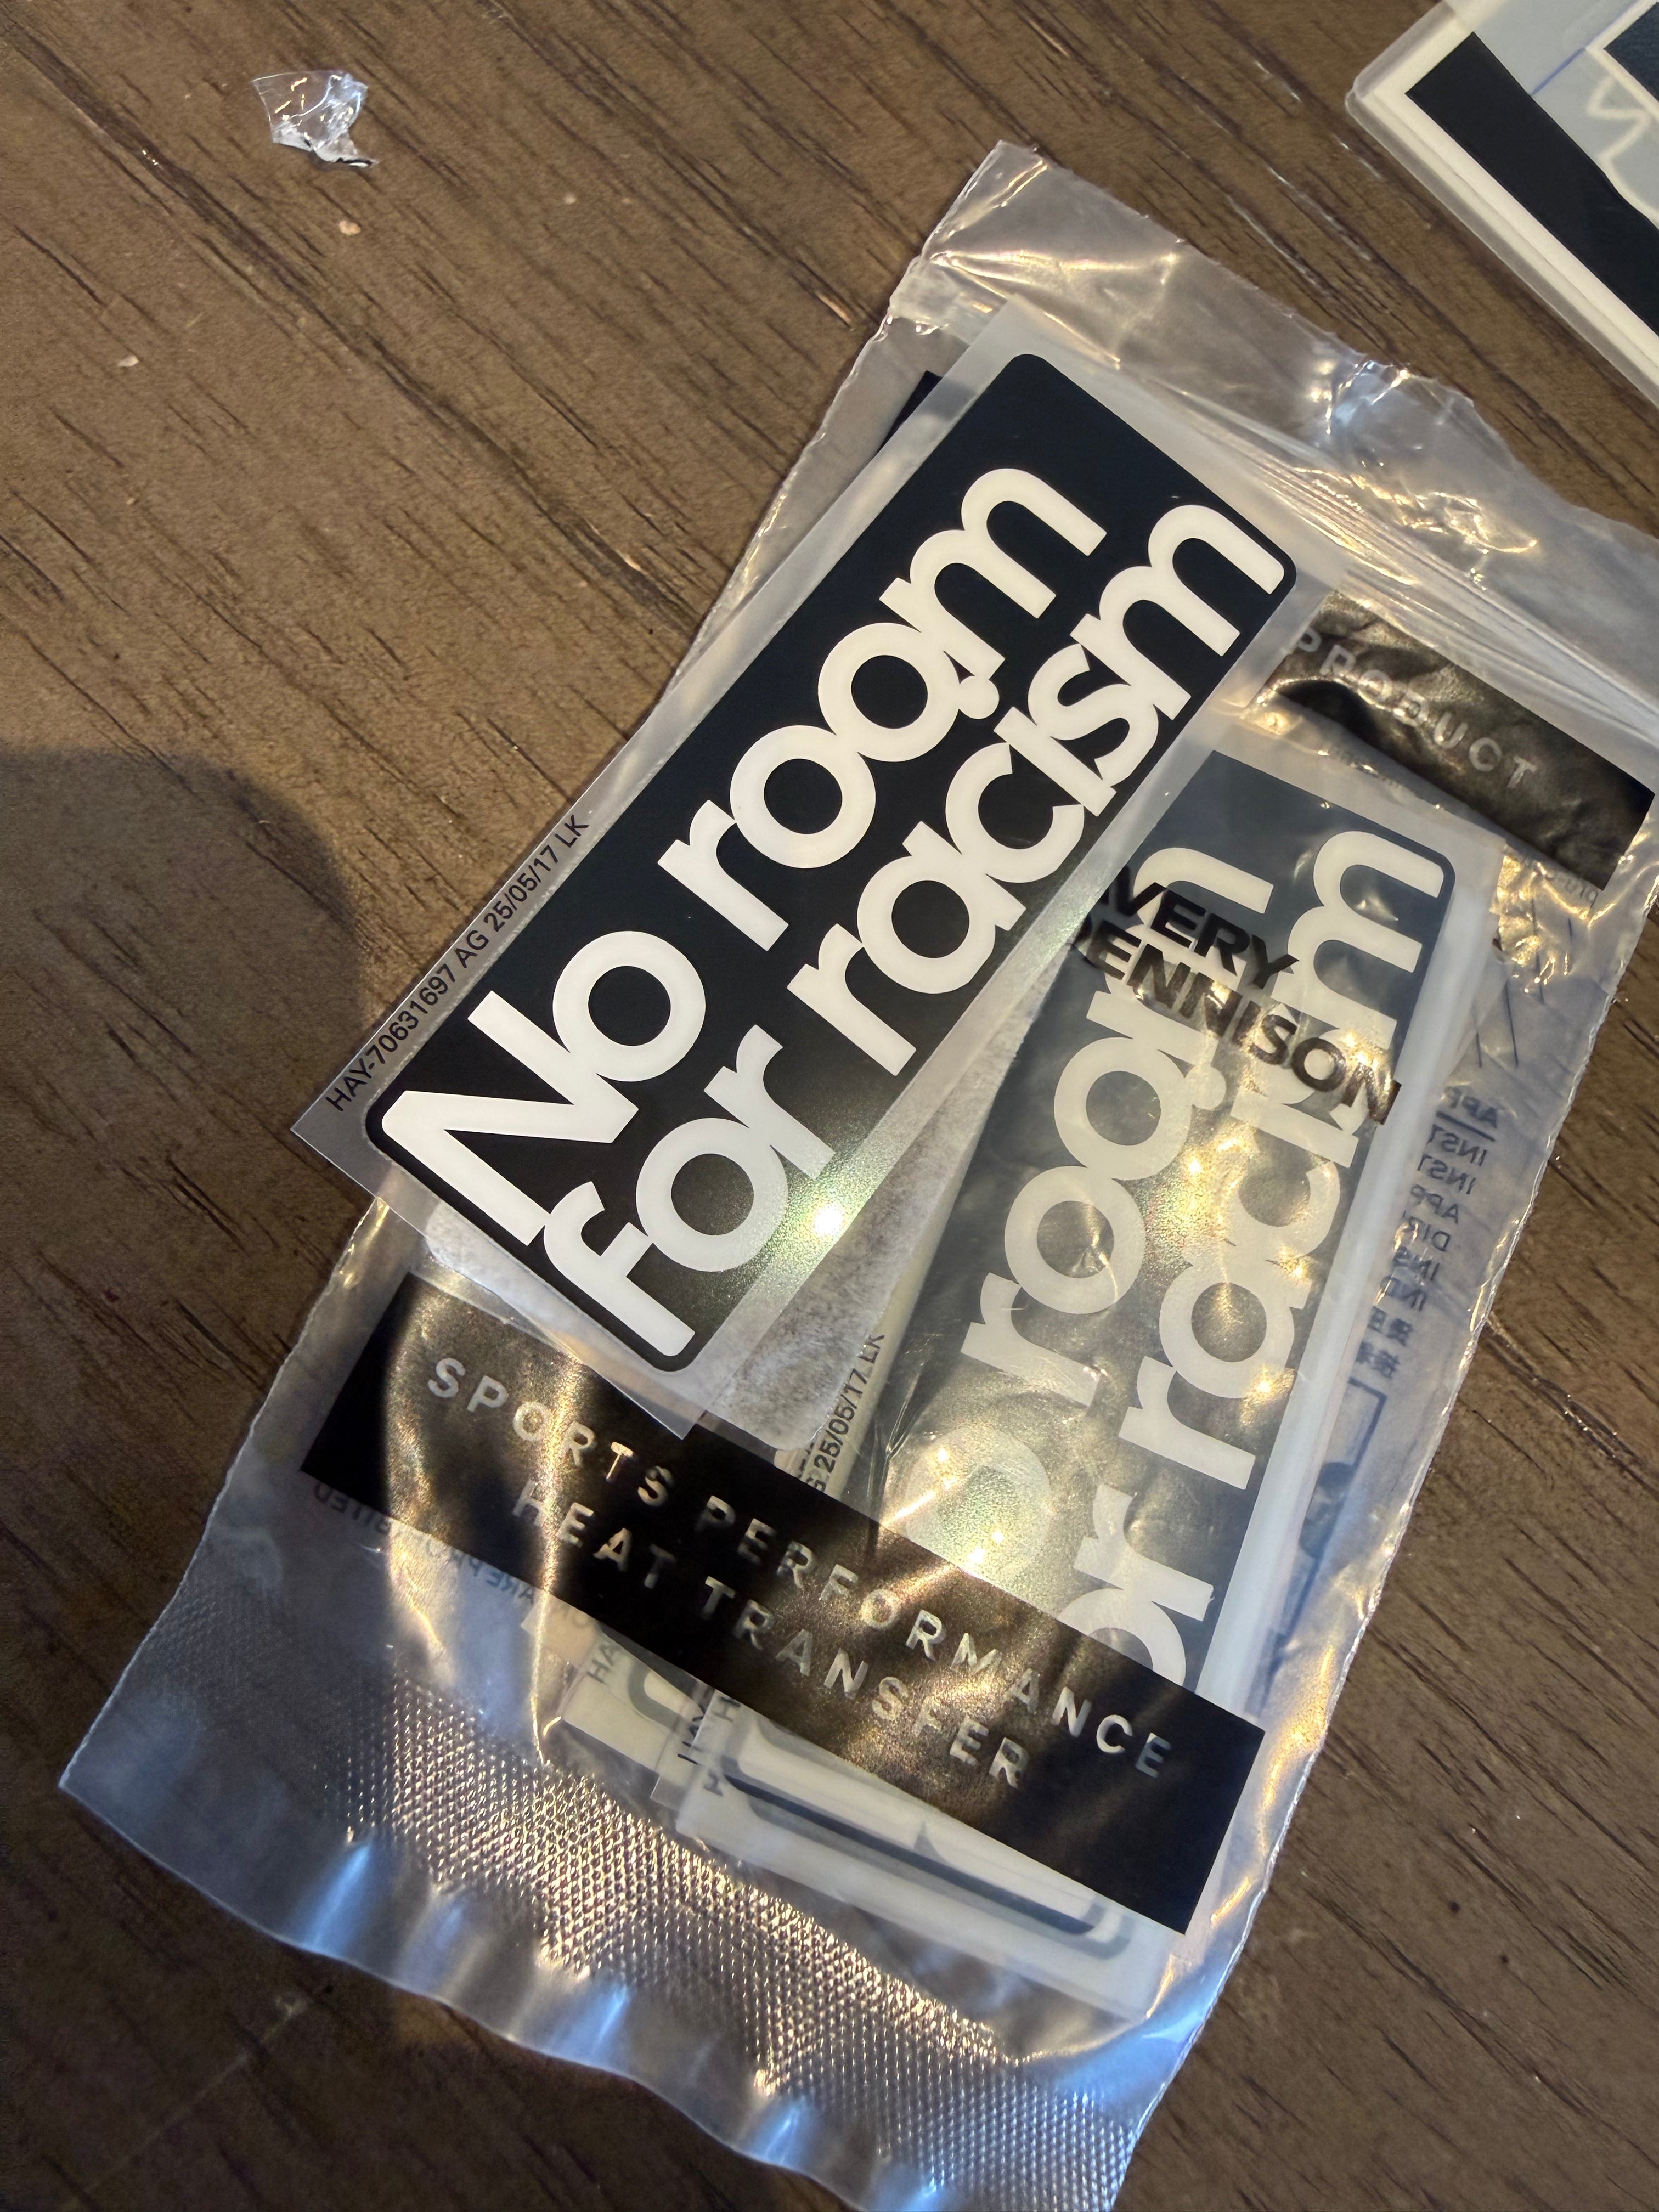 No room
for racism
HAY-70631697 AG 25/05/17 LK
PRODUCT
AVERY
DENNISON
room
or racism
25/05/17 LK
SPORTS PERFORMANCE
HEAT TRANSFER